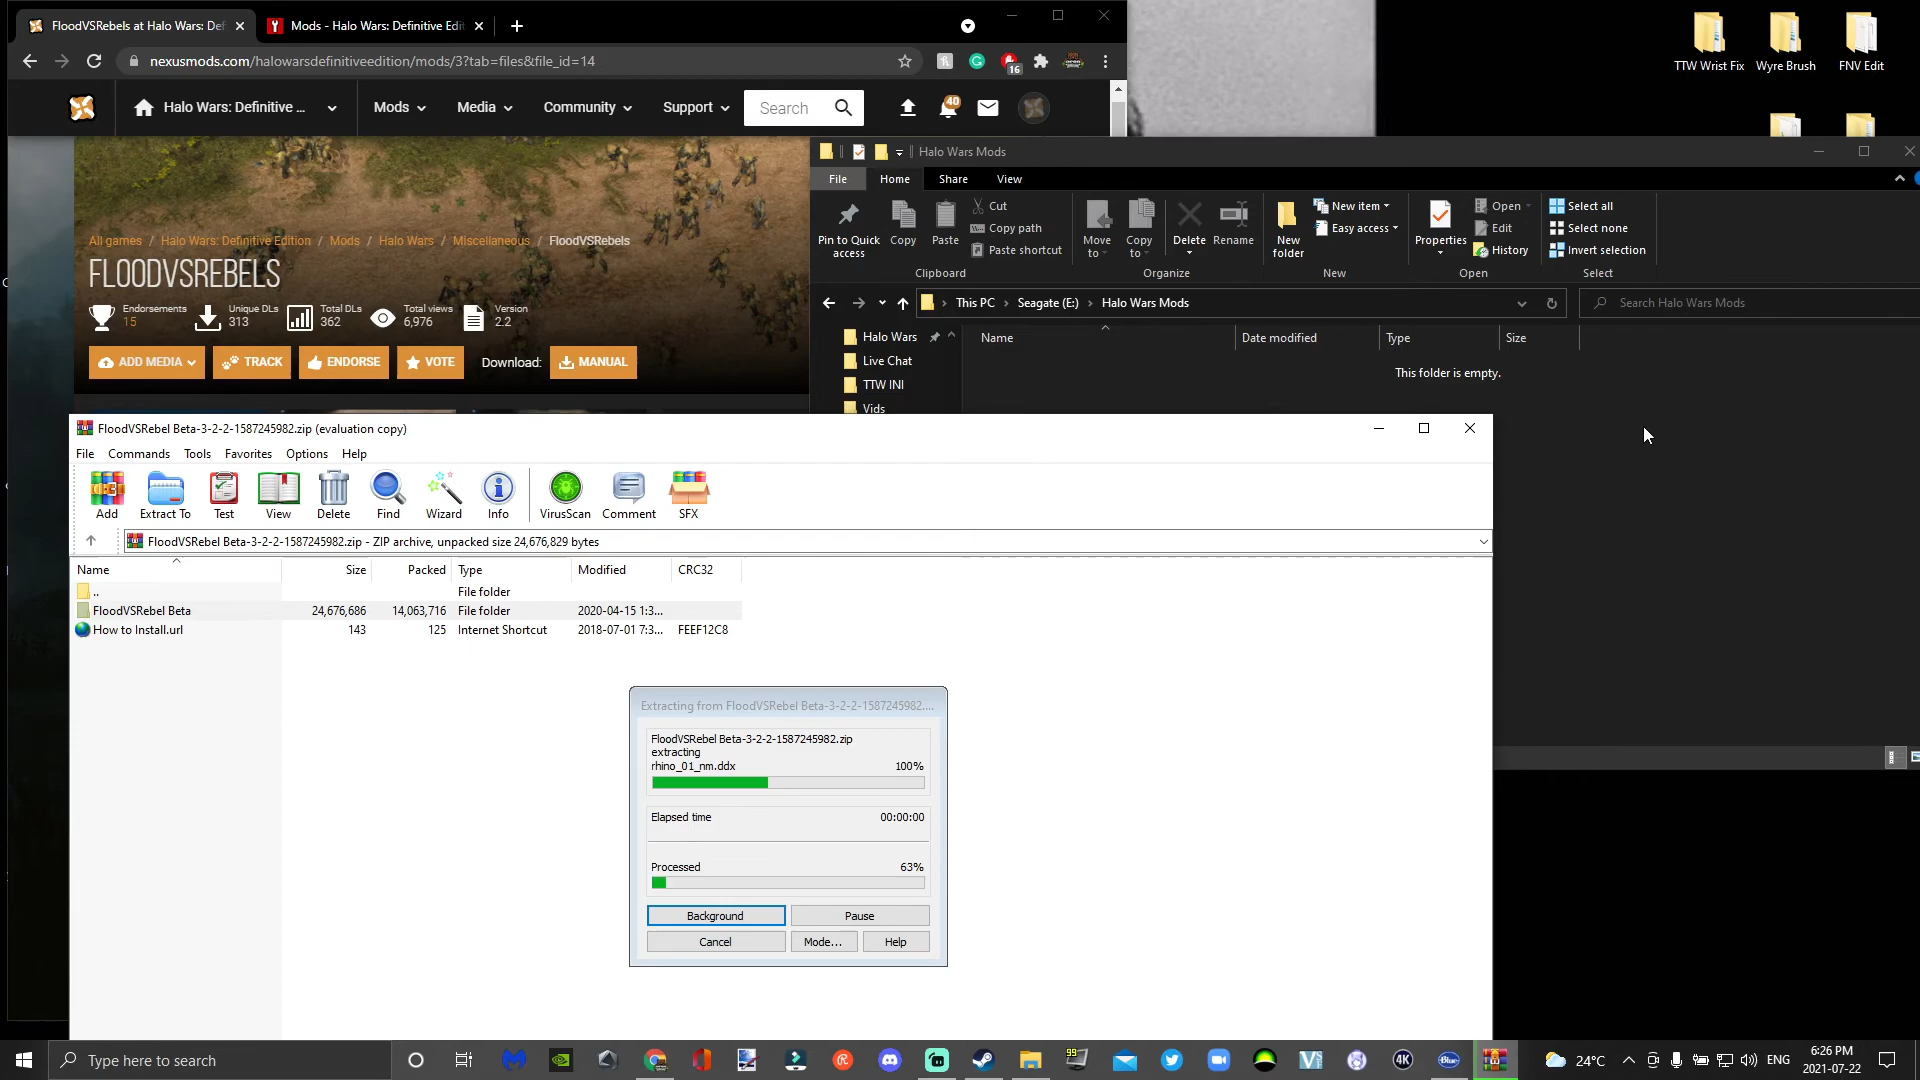 FloodVSRebels at Halo Wars: Def
Mods - Halo Wars: Definitive Edit
nexusmods.com/halowarsdefinitiveedition/mods/3?tab=files&file_id=14
16
Halo Wars: Definitive ...
Mods
Media
Community
Support
Search
40
All games / Halo Wars: Definitive Edition / Mods / Halo Wars / Miscellaneous / FloodVSRebels
FLOODVSREBELS
Endorsements
15
Unique DLs
313
Total DLs
362
Total views
6,976
Version
2.2
ADD MEDIA
TRACK
ENDORSE
VOTE
Download:
MANUAL
TTW Wrist Fix
Wyre Brush
FNV Edit
Halo Wars Mods
File
Home
Share
View
Pin to Quick access
Copy
Paste
Cut
Copy path
Paste shortcut
Clipboard
Move to
Copy to
Delete
Rename
Organize
New folder
New item
Easy access
New
Properties
Open
Edit
History
Open
Select all
Select none
Invert selection
Select
This PC > Seagate (E:) > Halo Wars Mods
Search Halo Wars Mods
Halo Wars
Live Chat
TTW INI
Vids
Name
Date modified
Type
Size
This folder is empty.
FloodVSRebel Beta-3-2-2-1587245982.zip (evaluation copy)
File Commands Tools Favorites Options Help
Add
Extract To
Test
View
Delete
Find
Wizard
Info
VirusScan
Comment
SFX
FloodVSRebel Beta-3-2-2-1587245982.zip - ZIP archive, unpacked size 24,676,829 bytes
Name Size Packed Type Modified CRC32
.. File folder
FloodVSRebel Beta 24,676,686 14,063,716 File folder 2020-04-15 1:3...
How to Install.url 143 125 Internet Shortcut 2018-07-01 7:3... FEEF12C8
Extracting from FloodVSRebel Beta-3-2-2-1587245982....
FloodVSRebel Beta-3-2-2-1587245982.zip
extracting
rhino_01_nm.ddx 100%
Elapsed time 00:00:00
Processed 63%
Background
Pause
Cancel
Mode...
Help
Type here to search
99
4K
Blue
24°C
ENG
6:26 PM
2021-07-22